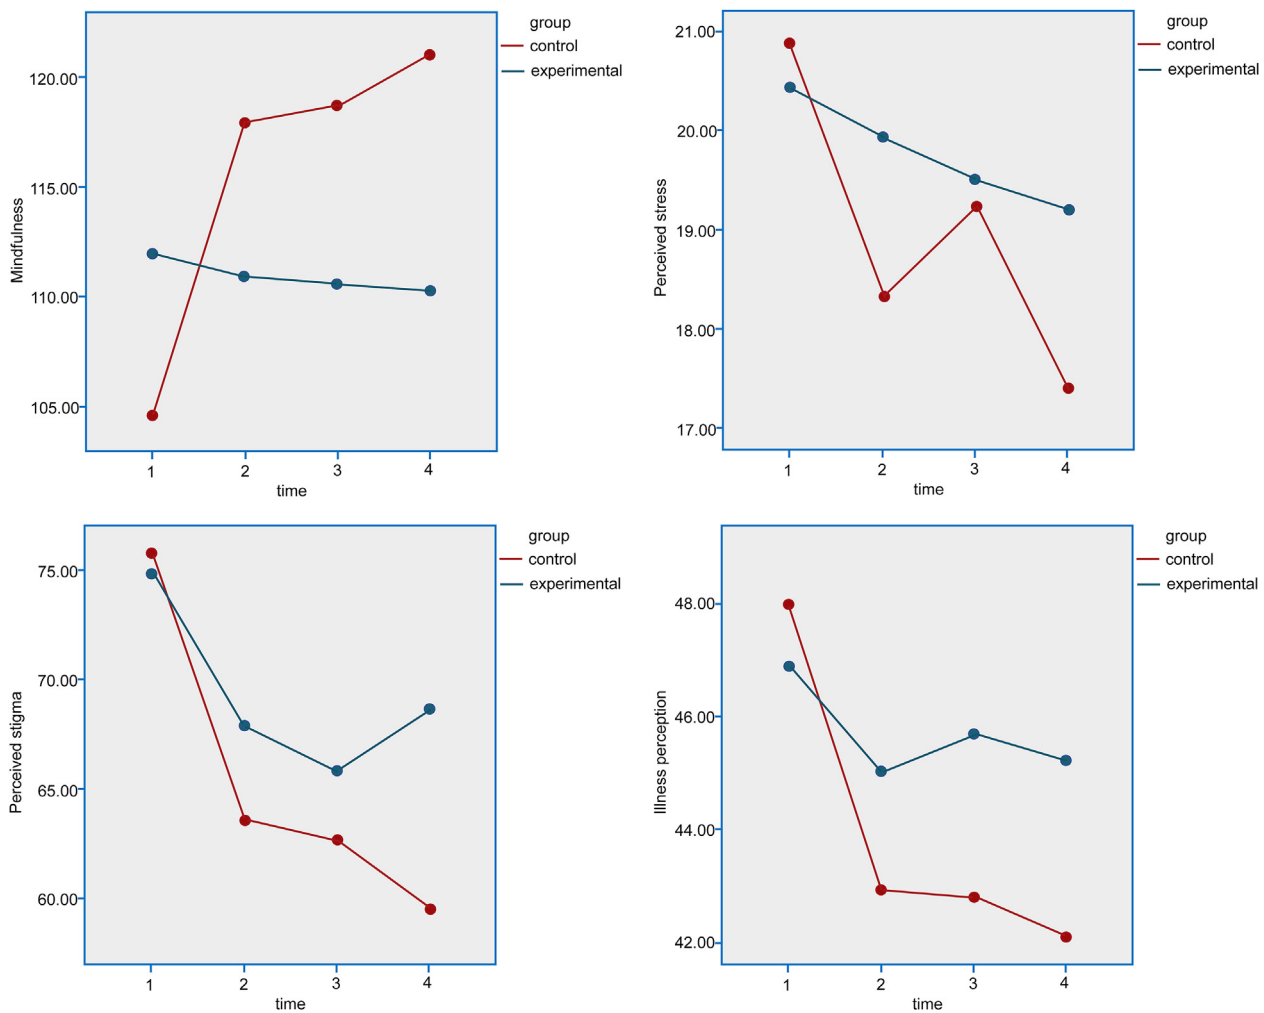 group
control
experimental
120.00
115.00
110.00
105.00
Mindfulness
1 2 3 4
time
group
control
experimental
21.00
20.00
19.00
18.00
17.00
Perceived stress
1 2 3 4
time
group
control
experimental
75.00
70.00
65.00
60.00
Perceived stigma
1 2 3 4
time
group
control
experimental
48.00
46.00
44.00
42.00
Illness perception
1 2 3 4
time